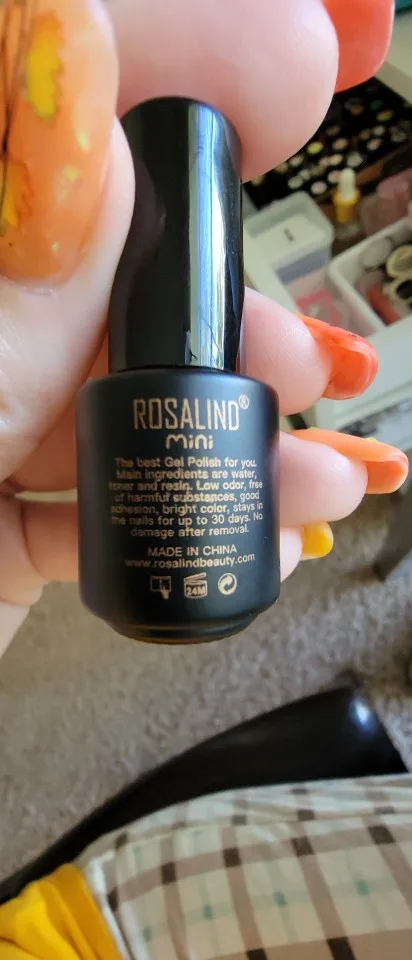 ROSALIND®
mini
The best Gel Polish for you.
Main ingredients are water,
toner and resin. Low odor, free
of harmful substances, good
adhesion, bright color, stays in
the nails for up to 30 days. No
damage after removal.
MADE IN CHINA
www.rosalindbeauty.com
24M